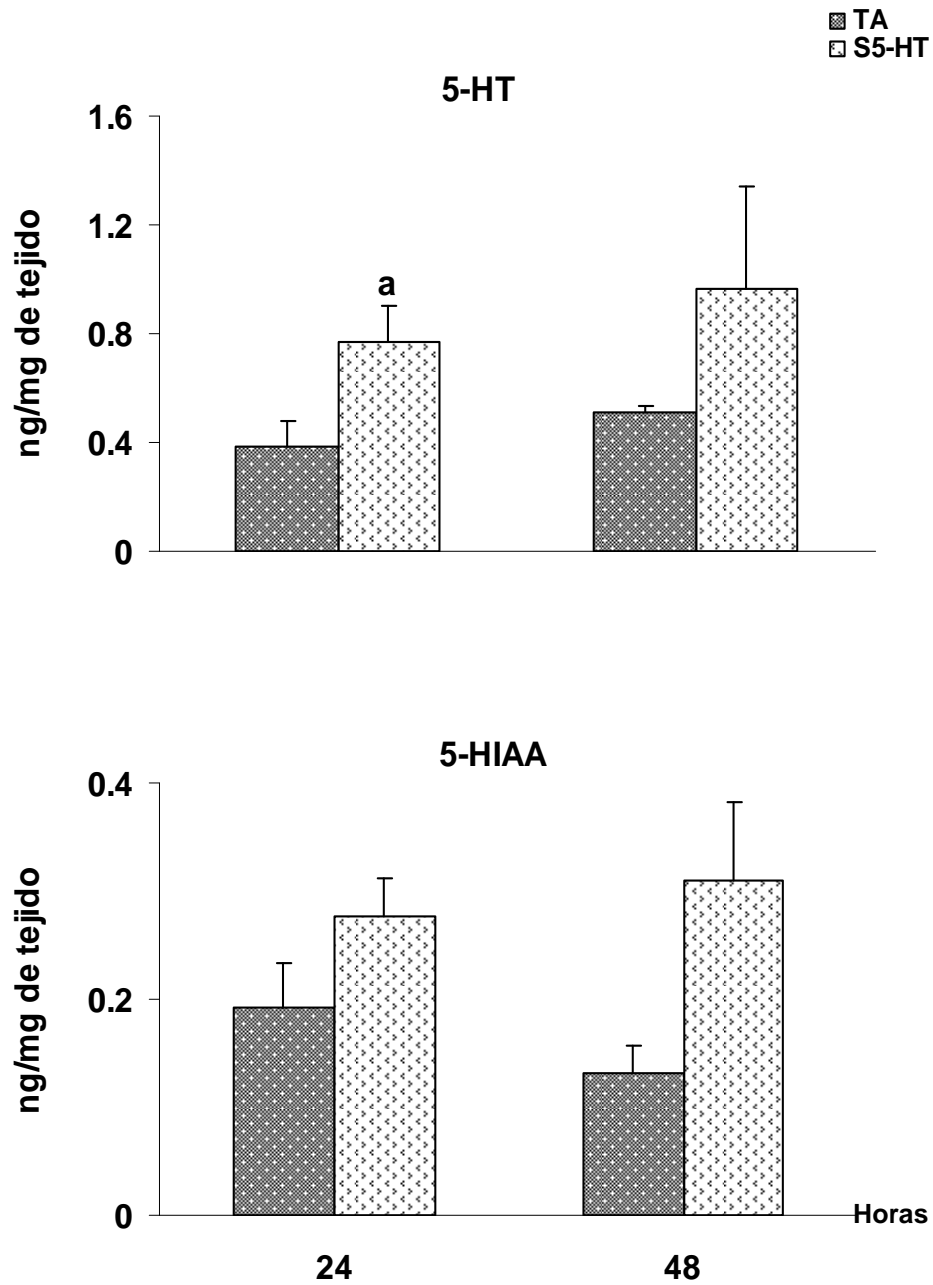 TA
S5-HT
5-HT
1.6
1.2
0.8
0.4
0
ng/mg de tejido
a
5-HIAA
0.4
0.2
0
ng/mg de tejido
Horas
24 48